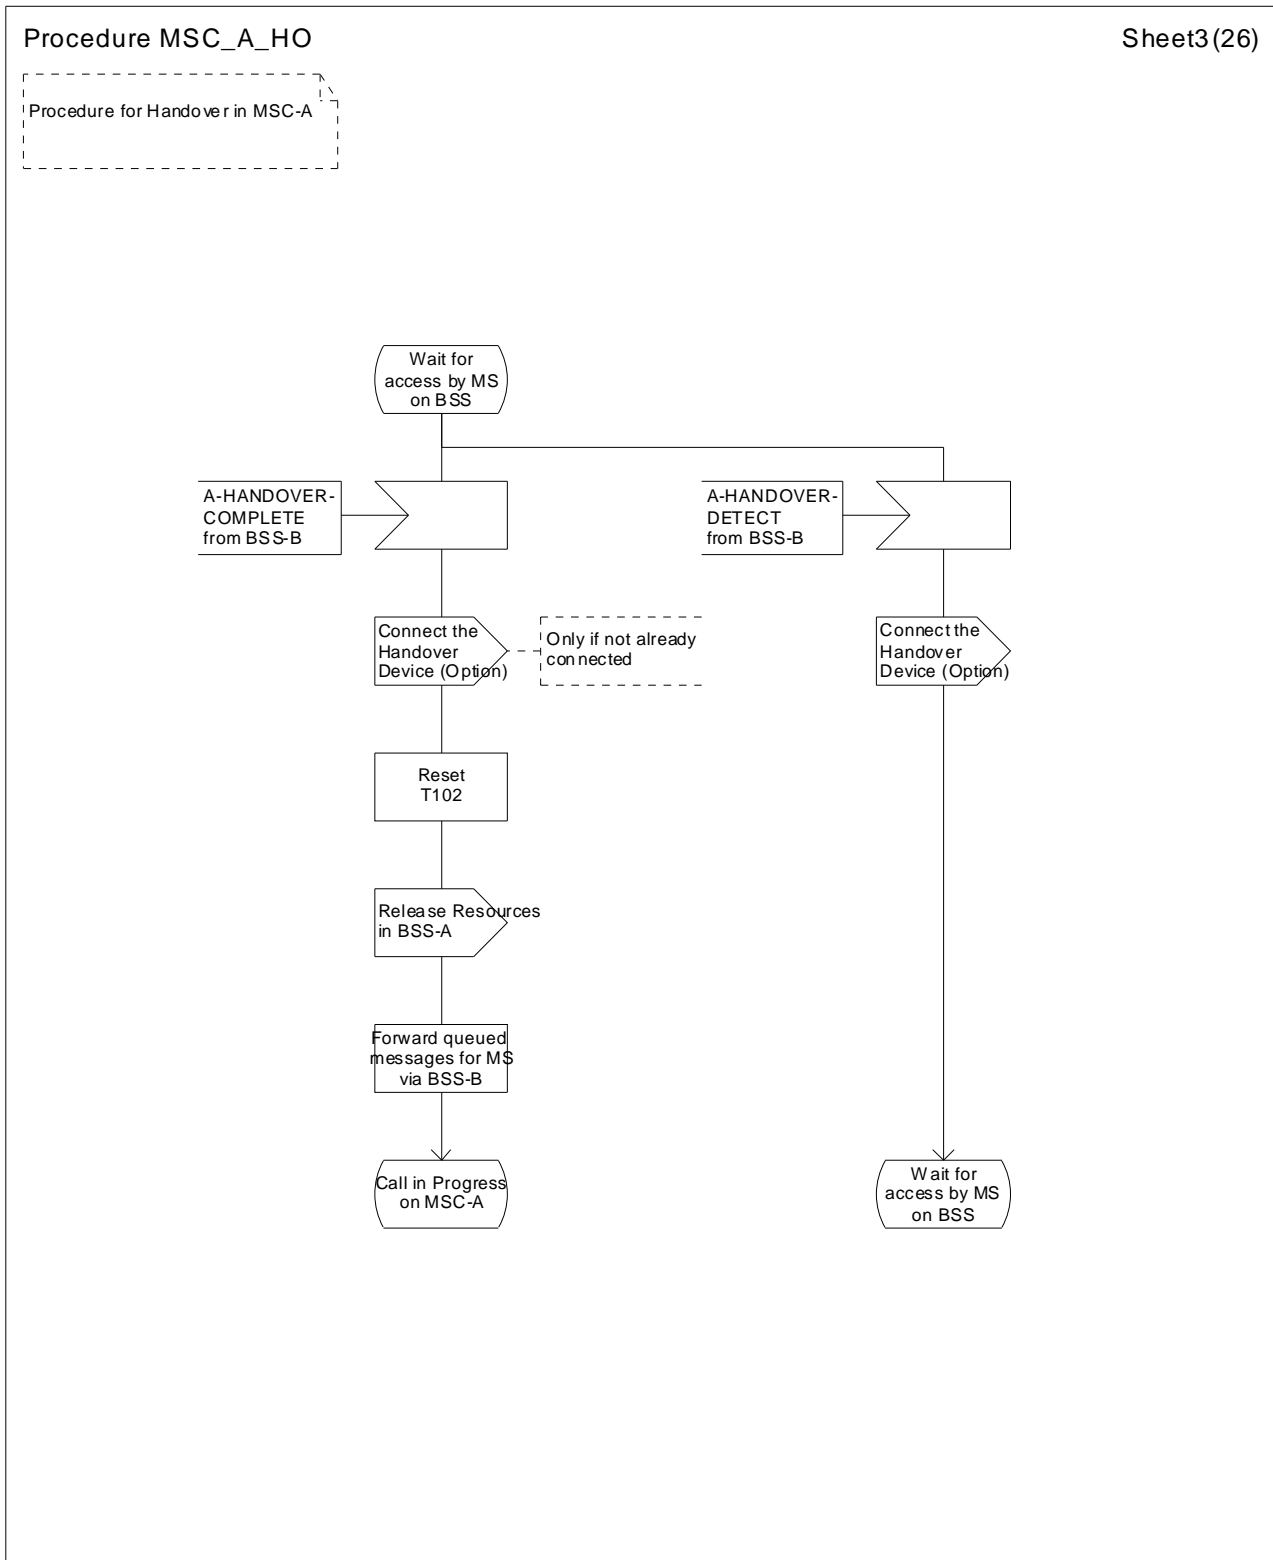 Procedure MSC_A_HO
Sheet3(26)
Procedure for Handover in MSC-A
Wait for
access by MS
on BSS
A-HANDOVER-
COMPLETE
from BSS-B
A-HANDOVER-
DETECT
from BSS-B
Connect the
Handover
Device (Option)
Only if not already
connected
Connect the
Handover
Device (Option)
Reset
T102
Release Resources
in BSS-A
Forward queued
messages for MS
via BSS-B
Call in Progress
on MSC-A
Wait for
access by MS
on BSS